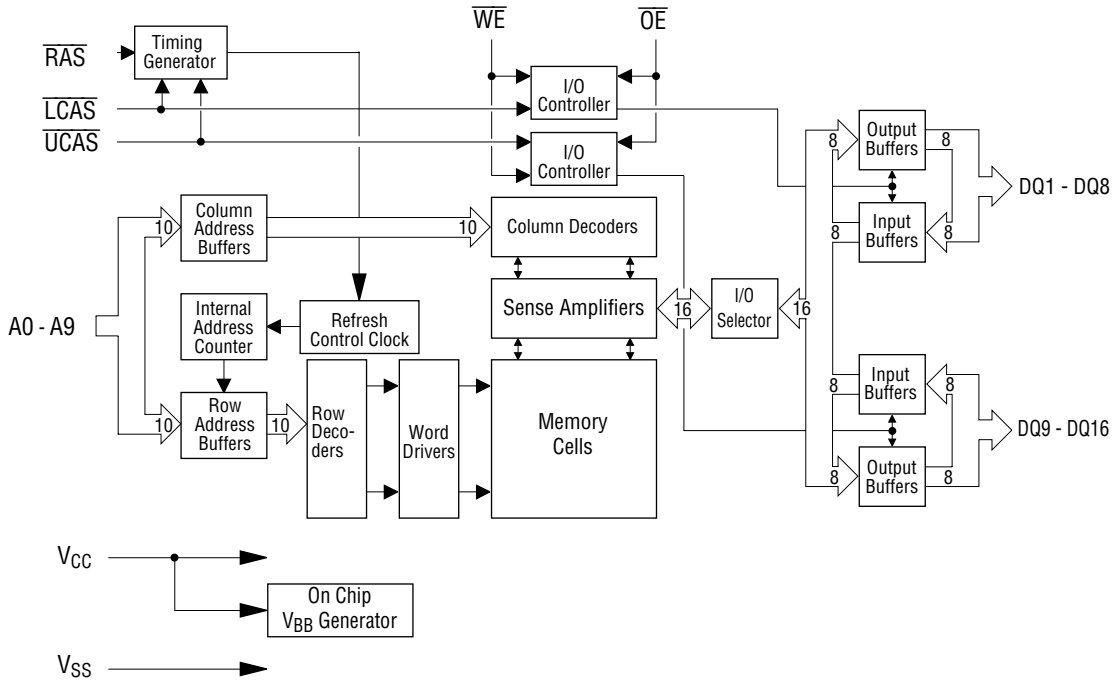 WE
OE
RAS
Timing
Generator
LCAS
UCAS
I/O
Controller
I/O
Controller
8
Output
Buffers
8
DQ1 - DQ8
8
Input
Buffers
8
10
Column
Address
Buffers
10
Column Decoders
A0 - A9
Internal
Address
Counter
Refresh
Control Clock
Sense Amplifiers
16
I/O
Selector
16
10
Row
Address
Buffers
10
Row
Deco-
ders
Word
Drivers
Memory
Cells
8
Input
Buffers
8
DQ9 - DQ16
8
Output
Buffers
8
VCC
On Chip
VBB Generator
VSS